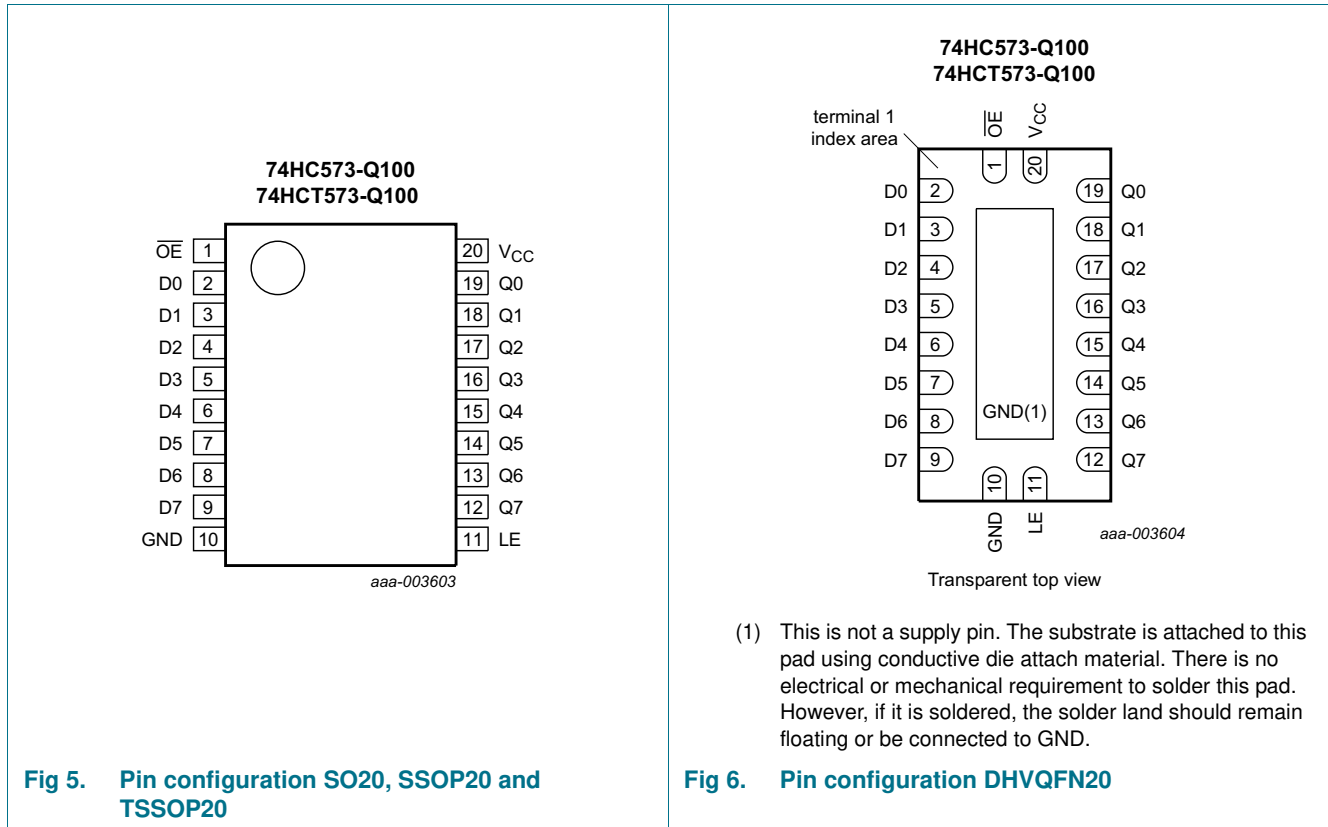 74HC573-Q100
74HCT573-Q100
OE 1
D0 2
D1 3
D2 4
D3 5
D4 6
D5 7
D6 8
D7 9
GND 10
20 VCC
19 Q0
18 Q1
17 Q2
16 Q3
15 Q4
14 Q5
13 Q6
12 Q7
11 LE
aaa-003603
Fig 5. Pin configuration SO20, SSOP20 and
TSSOP20
74HC573-Q100
74HCT573-Q100
terminal 1
index area
OE
VCC
1
20
D0 2
D1 3
D2 4
D3 5
D4 6
D5 7
D6 8
D7 9
19 Q0
18 Q1
17 Q2
16 Q3
15 Q4
14 Q5
13 Q6
12 Q7
GND(1)
10
11
GND
LE
aaa-003604
Transparent top view
(1) This is not a supply pin. The substrate is attached to this
pad using conductive die attach material. There is no
electrical or mechanical requirement to solder this pad.
However, if it is soldered, the solder land should remain
floating or be connected to GND.
Fig 6. Pin configuration DHVQFN20